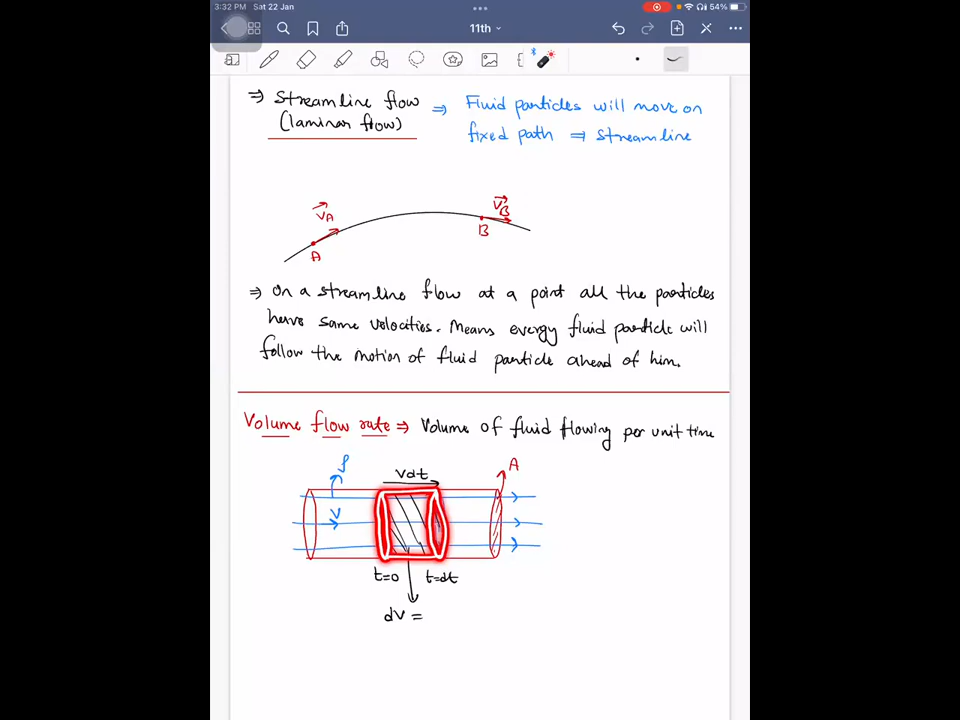 3:32 PM Sat 22 Jan
54%
11th
⇒ Streamline flow ⇒ Fluid particles will move on
(laminar flow) fixed path ⇒ streamline
V⃗A
V⃗B
A
B
⇒ On a streamline flow at a point all the particles
have same velocities. Means evergy fluid particle will
follow the motion of fluid particle ahead of him.
Volume flow rate ⇒ Volume of fluid flowing per unit time
ρ
Vdt
A
V
t=0 t=dt
dV =